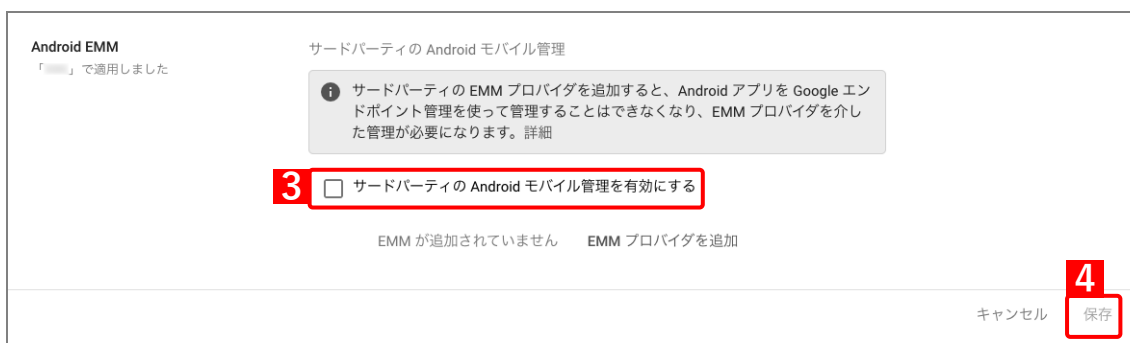 Android EMM
「 」で適用しました
サードパーティの Android モバイル管理
サードパーティの EMM プロバイダを追加すると、Android アプリを Google エン
ドポイント管理を使って管理することはできなくなり、EMM プロバイダを介し
た管理が必要になります。詳細
3
サードパーティの Android モバイル管理を有効にする
EMM が追加されていません EMM プロバイダを追加
4
キャンセル 保存